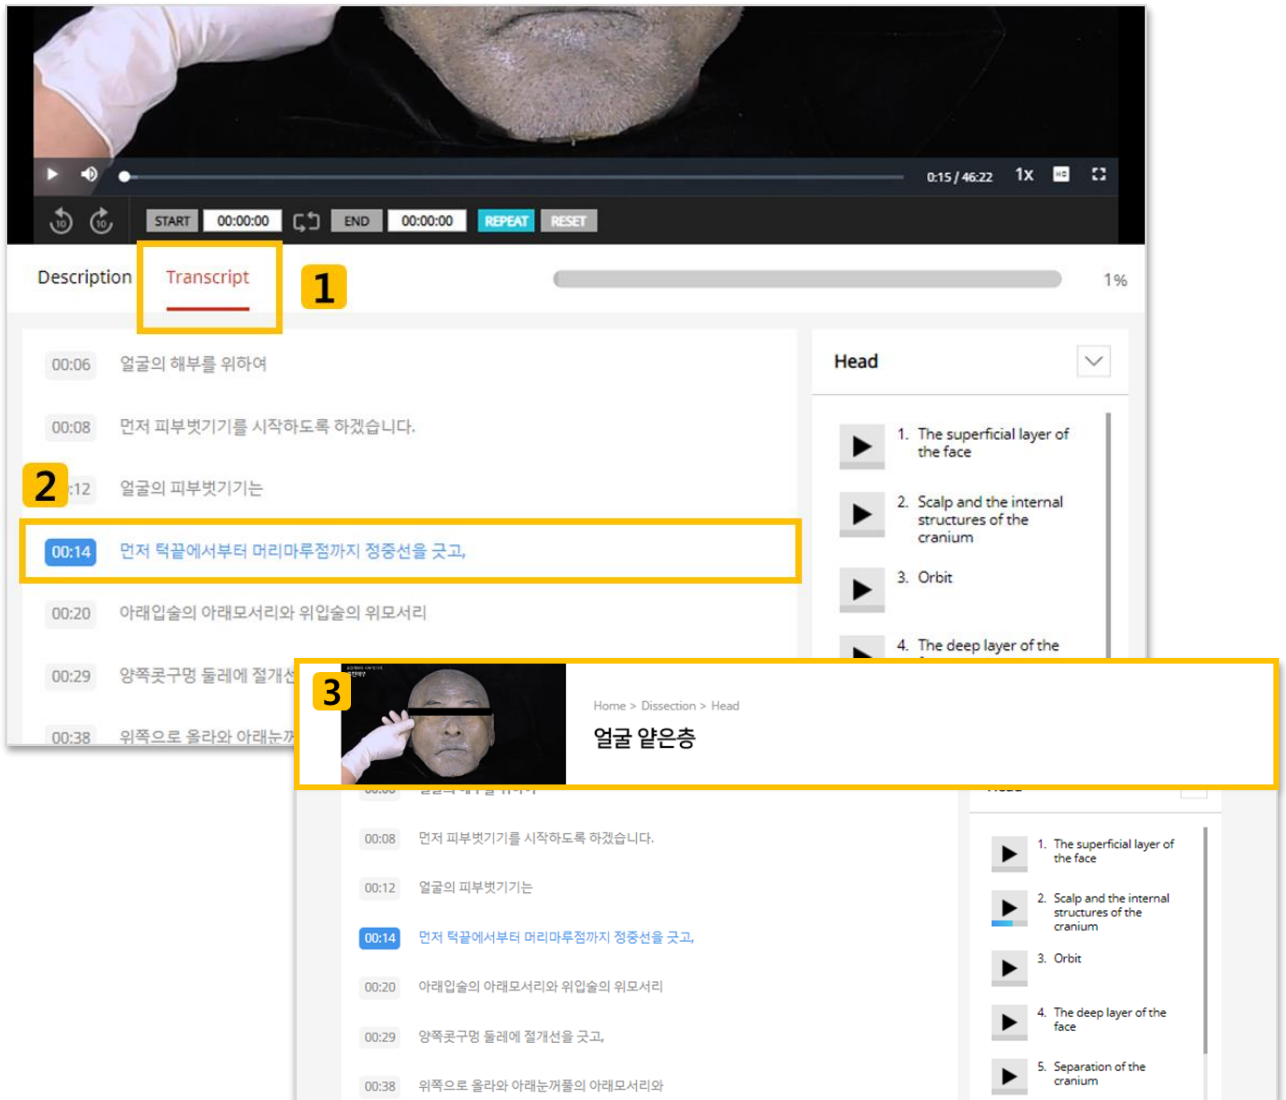 0:15 / 46:22 1x HD
10 10 START 00:00:00 END 00:00:00 REPEAT RESET
Description Transcript 1 1%
00:06 얼굴의 해부를 위하여
00:08 먼저 피부벗기기를 시작하도록 하겠습니다.
2 :12 얼굴의 피부벗기기는
00:14 먼저 턱끝에서부터 머리마루점까지 정중선을 긋고,
00:20 아래입술의 아래모서리와 위입술의 위모서리
00:29 양쪽콧구멍 둘레에 절개선
00:38 위쪽으로 올라와 아래눈꺼
Head
1. The superficial layer of
the face
2. Scalp and the internal
structures of the
cranium
3. Orbit
4. The deep layer of the
3
Home > Dissection > Head
얼굴 얕은층
00:08 먼저 피부벗기기를 시작하도록 하겠습니다.
00:12 얼굴의 피부벗기기는
00:14 먼저 턱끝에서부터 머리마루점까지 정중선을 긋고,
00:20 아래입술의 아래모서리와 위입술의 위모서리
00:29 양쪽콧구멍 둘레에 절개선을 긋고,
00:38 위쪽으로 올라와 아래눈꺼풀의 아래모서리와
Head
1. The superficial layer of
the face
2. Scalp and the internal
structures of the
cranium
3. Orbit
4. The deep layer of the
face
5. Separation of the
cranium